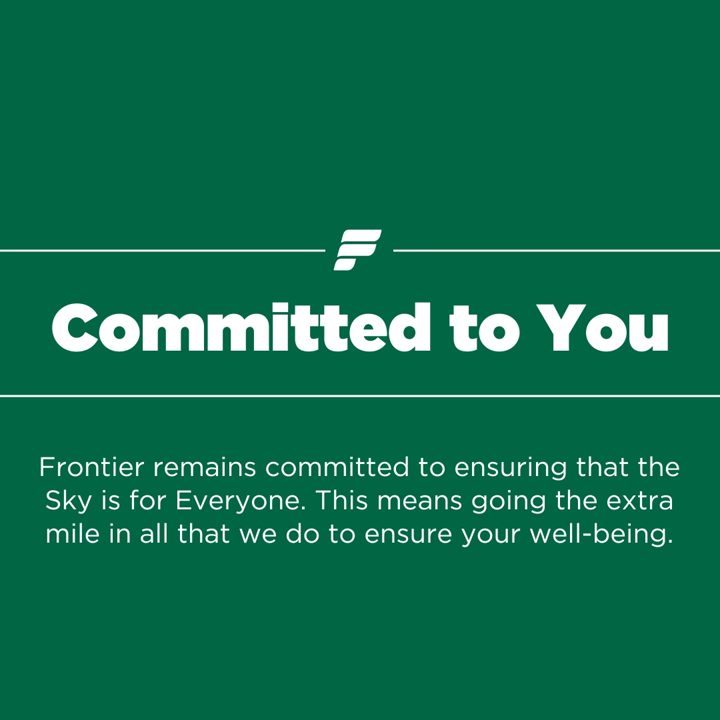 Committed to You
Frontier remains committed to ensuring that the
Sky is for Everyone. This means going the extra
mile in all that we do to ensure your well-being.